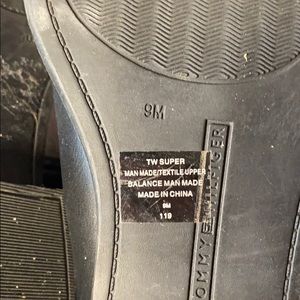 9M
TW SUPER
MAN MADE/TEXTILE UPPER
BALANCE MAN MADE
MADE IN CHINA
9M
119
TOMMY HILFIGER